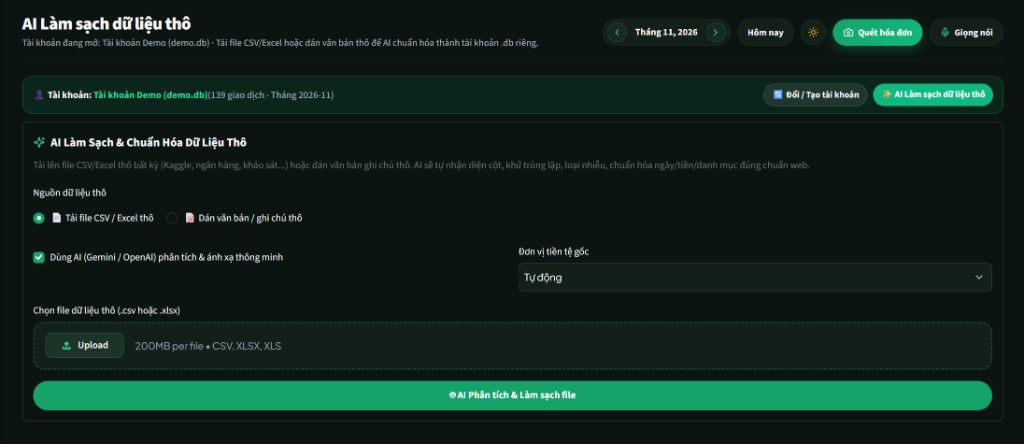 AI Làm sạch dữ liệu thô
Tài khoản đang mở: Tài khoản Demo (demo.db) · Tải file CSV/Excel hoặc dán văn bản thô để AI chuẩn hóa thành tài khoản .db riêng.
Tháng 11, 2026
Hôm nay
Quét hóa đơn
Giọng nói
Tài khoản: Tài khoản Demo (demo.db)(139 giao dịch · Tháng 2026-11)
Đổi / Tạo tài khoản
AI Làm sạch dữ liệu thô
AI Làm Sạch & Chuẩn Hóa Dữ Liệu Thô
Tải lên file CSV/Excel thô bất kỳ (Kaggle, ngân hàng, khảo sát...) hoặc dán văn bản ghi chú thô. AI sẽ tự nhận diện cột, khử trùng lặp, loại nhiễu, chuẩn hóa ngày/tiền/danh mục đúng chuẩn web.
Nguồn dữ liệu thô
Tải file CSV / Excel thô
Dán văn bản / ghi chú thô
Dùng AI (Gemini / OpenAI) phân tích & ánh xạ thông minh
Đơn vị tiền tệ gốc
Tự động
Chọn file dữ liệu thô (.csv hoặc .xlsx)
Upload
200MB per file • CSV, XLSX, XLS
AI Phân tích & Làm sạch file